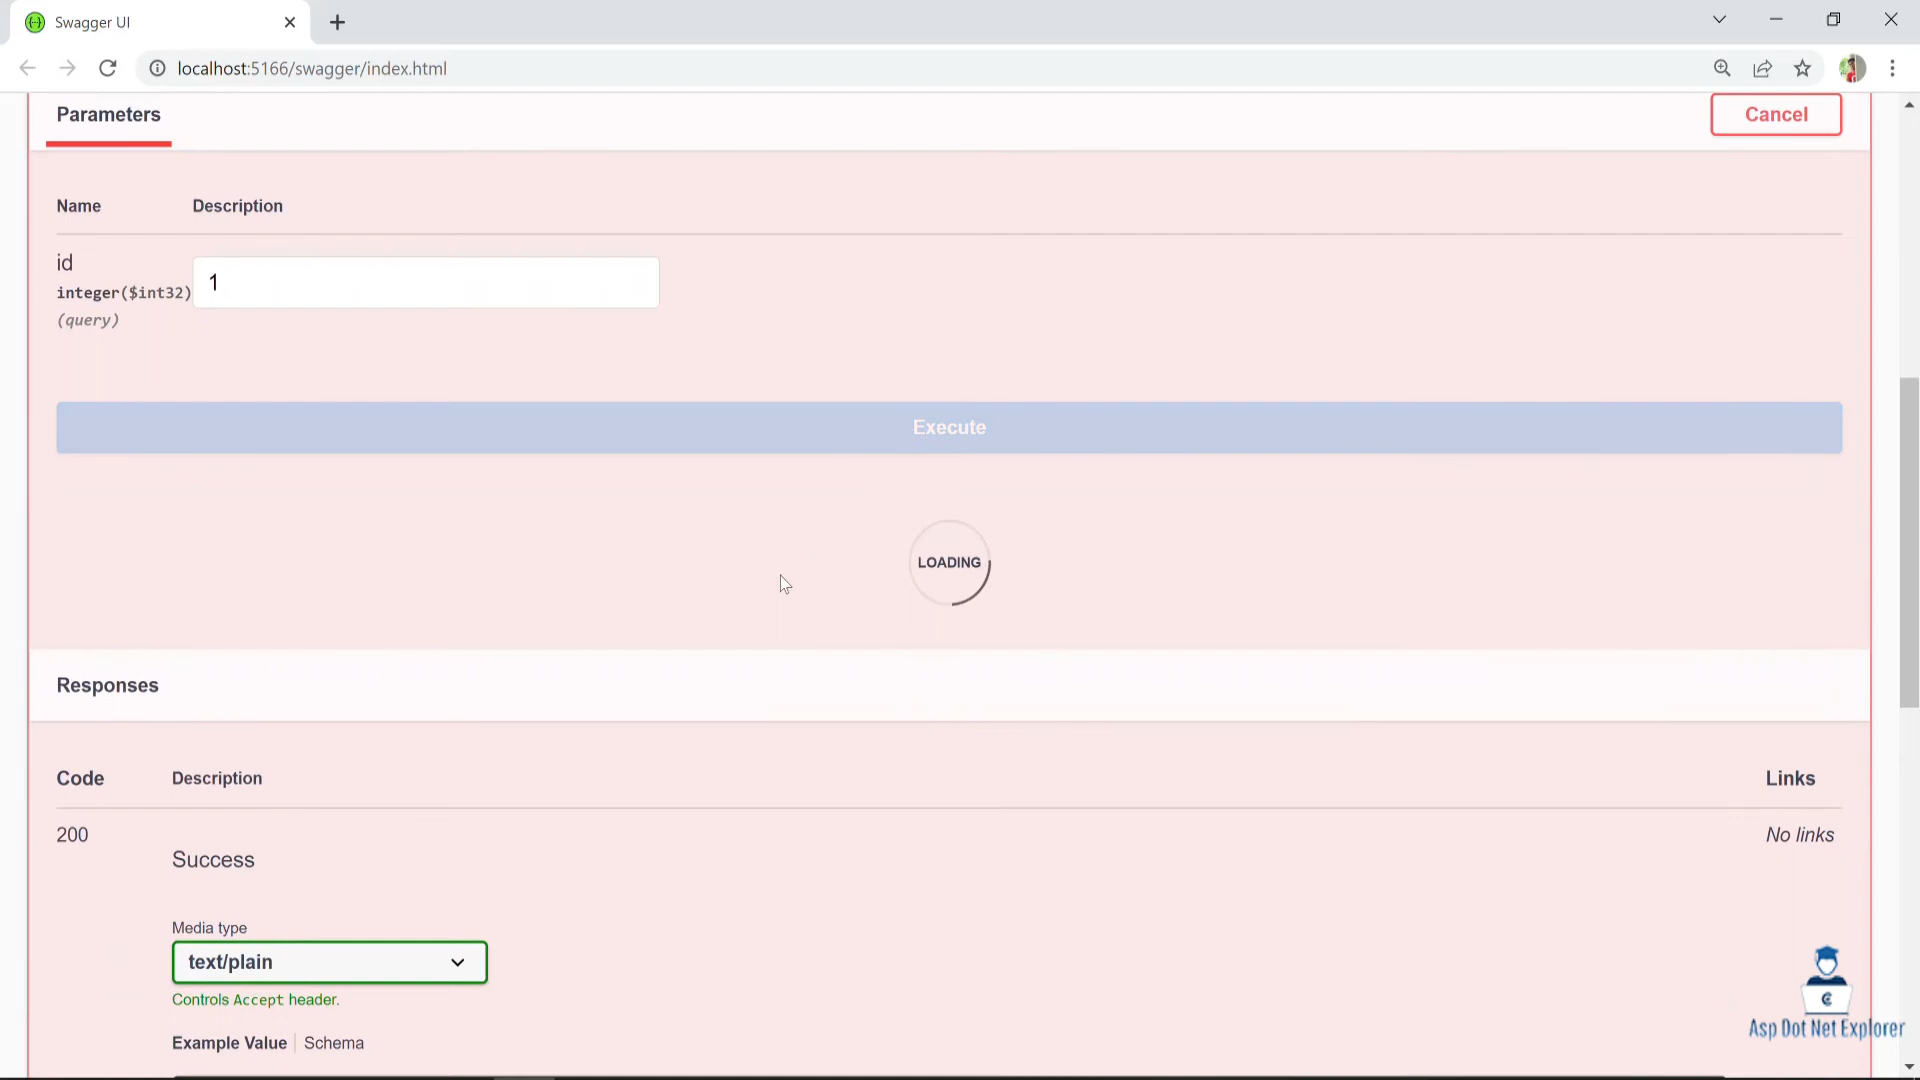 Swagger UI
localhost:5166/swagger/index.html
Parameters
Cancel
Name Description
id
1
integer($int32)
(query)
Execute
LOADING
Responses
Code Description Links
200
No links
Success
Media type
text/plain
Controls Accept header.
Example Value Schema
Asp Dot Net Explorer